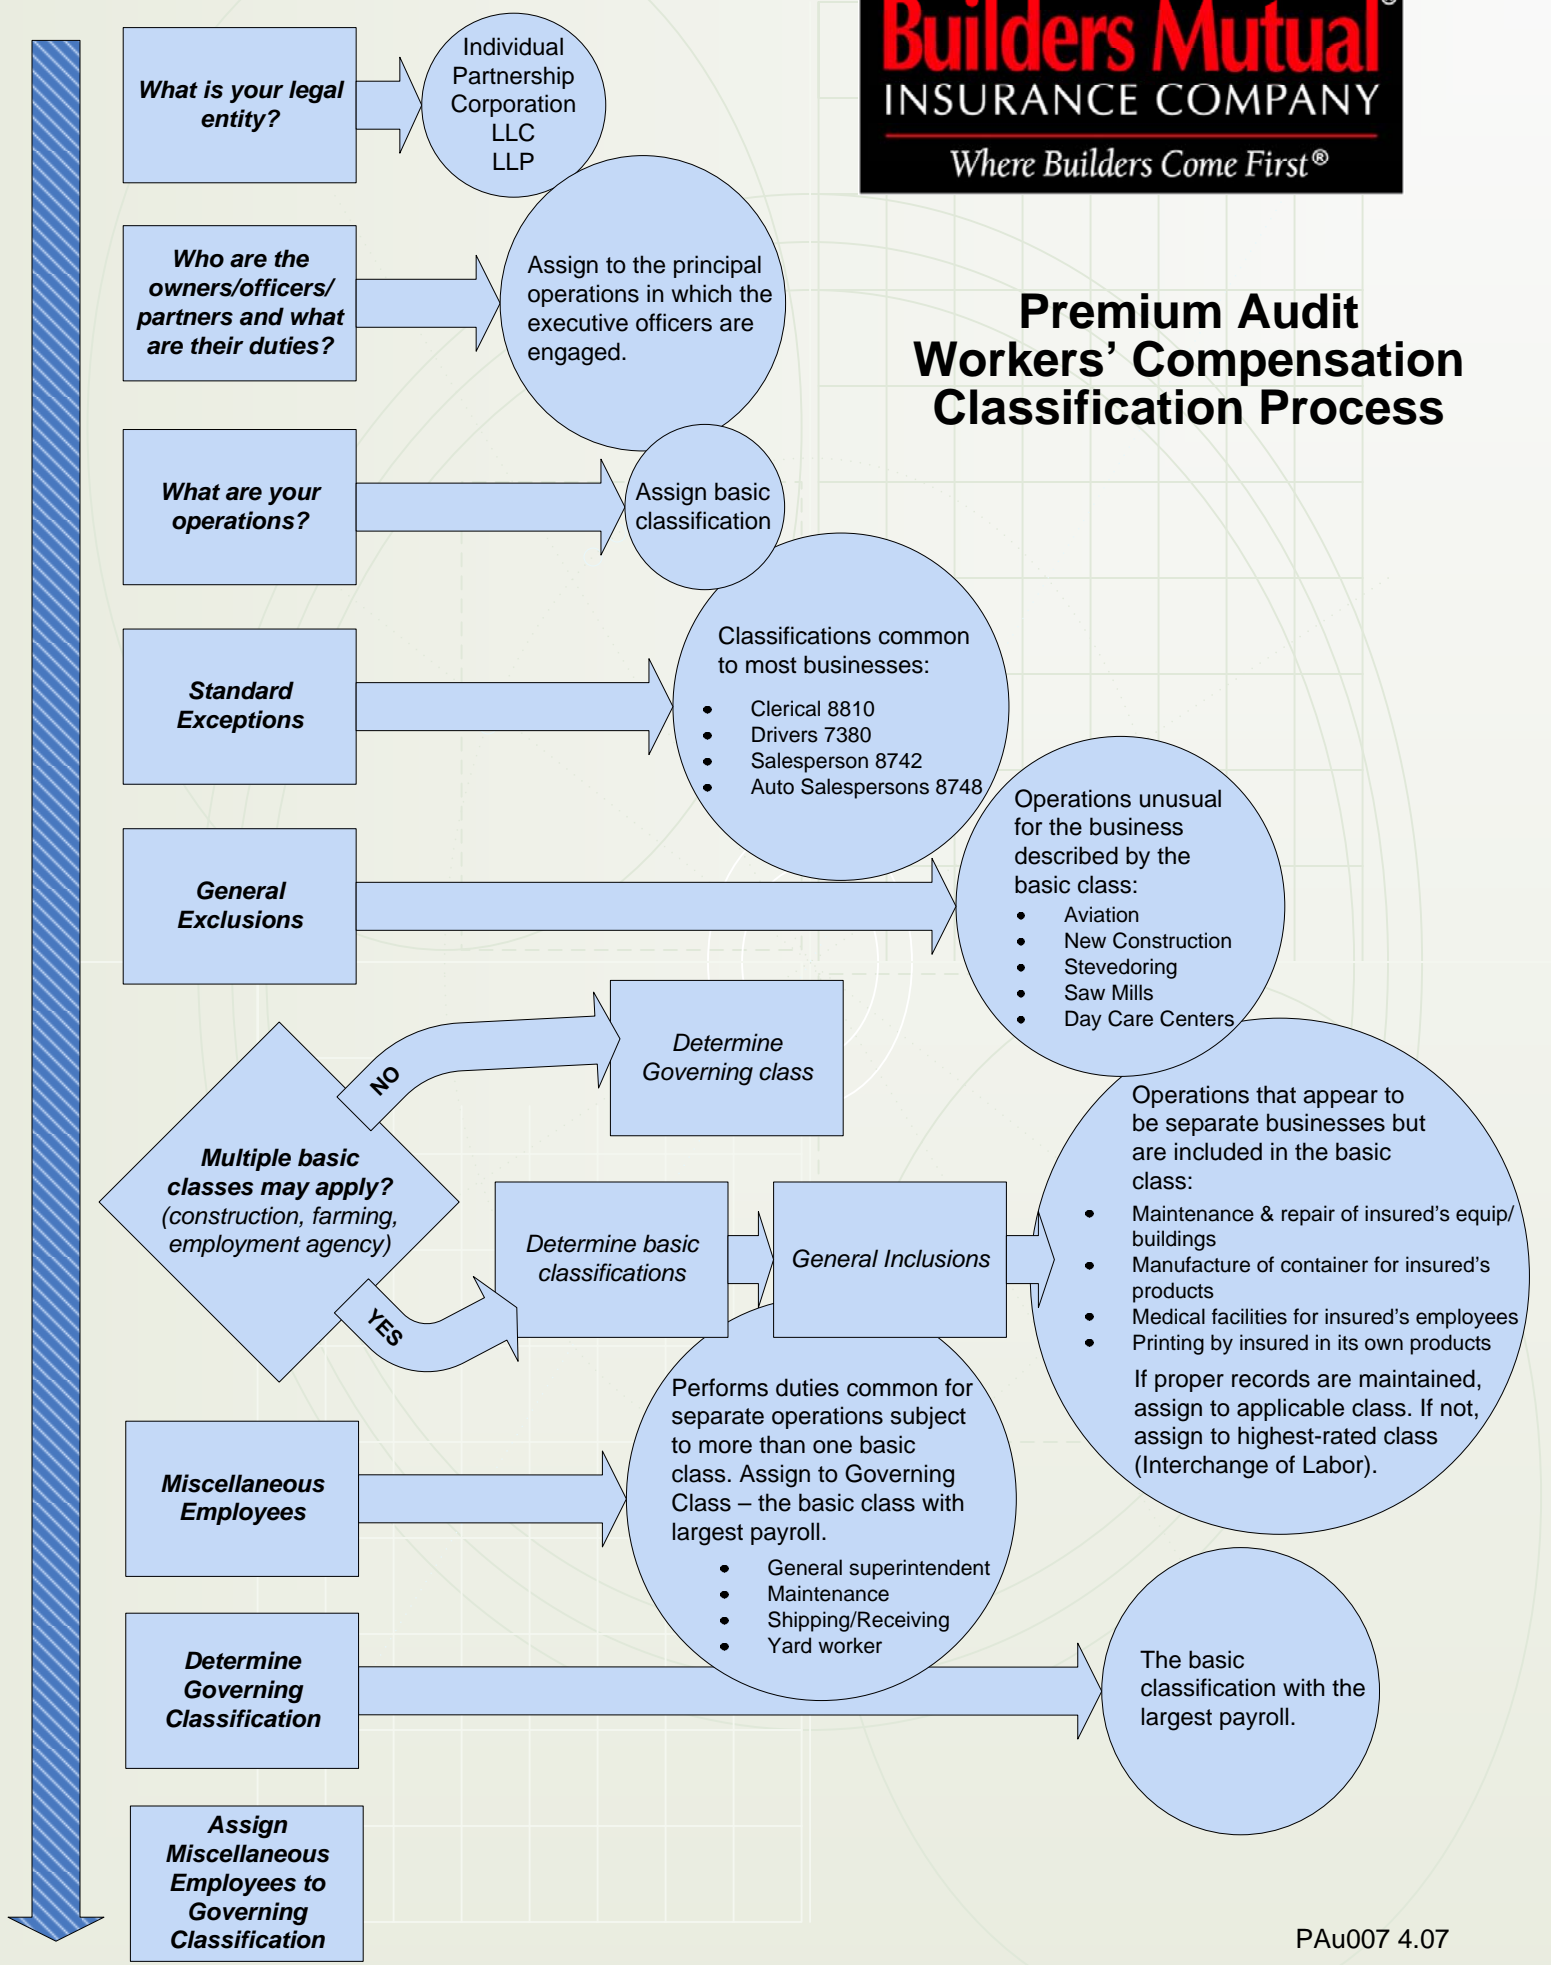 Builders Mutual®
INSURANCE COMPANY
Where Builders Come First®
Premium Audit
Workers’ Compensation
Classification Process
What is your legal
entity?
Individual
Partnership
Corporation
LLC
LLP
Who are the
owners/officers/
partners and what
are their duties?
Assign to the principal
operations in which the
executive officers are
engaged.
What are your
operations?
Assign basic
classification
Standard
Exceptions
Classifications common
to most businesses:
• Clerical 8810
• Drivers 7380
• Salesperson 8742
• Auto Salespersons 8748
General
Exclusions
Operations unusual
for the business
described by the
basic class:
• Aviation
• New Construction
• Stevedoring
• Saw Mills
• Day Care Centers
Multiple basic
classes may apply?
(construction, farming,
employment agency)
NO
Determine
Governing class
YES
Determine basic
classifications
General Inclusions
Operations that appear to
be separate businesses but
are included in the basic
class:
• Maintenance & repair of insured’s equip/
buildings
• Manufacture of container for insured’s
products
• Medical facilities for insured’s employees
• Printing by insured in its own products
If proper records are maintained,
assign to applicable class. If not,
assign to highest-rated class
(Interchange of Labor).
Miscellaneous
Employees
Performs duties common for
separate operations subject
to more than one basic
class. Assign to Governing
Class – the basic class with
largest payroll.
• General superintendent
• Maintenance
• Shipping/Receiving
• Yard worker
Determine
Governing
Classification
The basic
classification with the
largest payroll.
Assign
Miscellaneous
Employees to
Governing
Classification
PAu007 4.07